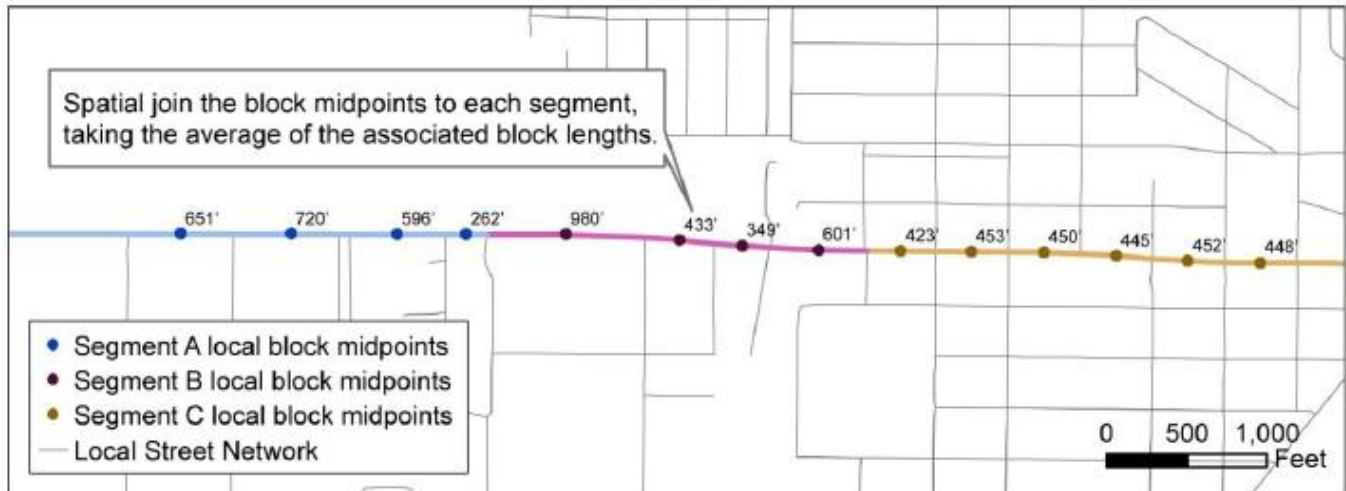 Spatial join the block midpoints to each segment,
taking the average of the associated block lengths.
651'
720'
596'
262'
980'
433'
349'
601'
423'
453'
450'
445'
452'
448'
Segment A local block midpoints
Segment B local block midpoints
Segment C local block midpoints
Local Street Network
0 500 1,000
Feet